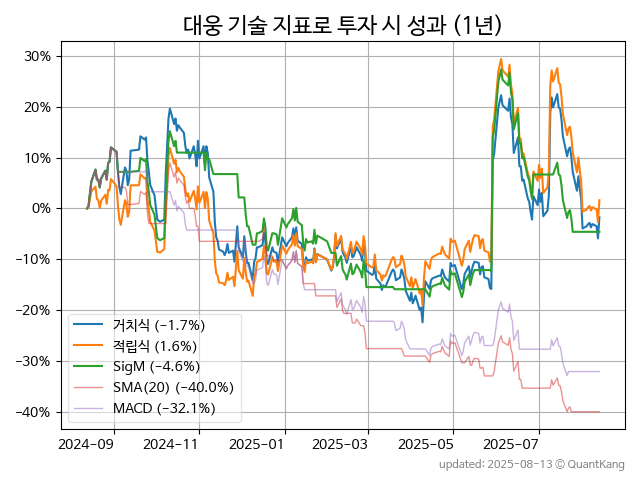 대웅 기술 지표로 투자 시 성과 (1년)
30%
20%
10%
0%
−10%
−20%
−30%
−40%
거치식 (−1.7%)
적립식 (1.6%)
SigM (−4.6%)
SMA(20) (−40.0%)
MACD (−32.1%)
2024-09 2024-11 2025-01 2025-03 2025-05 2025-07
updated: 2025-08-13 © QuantKang